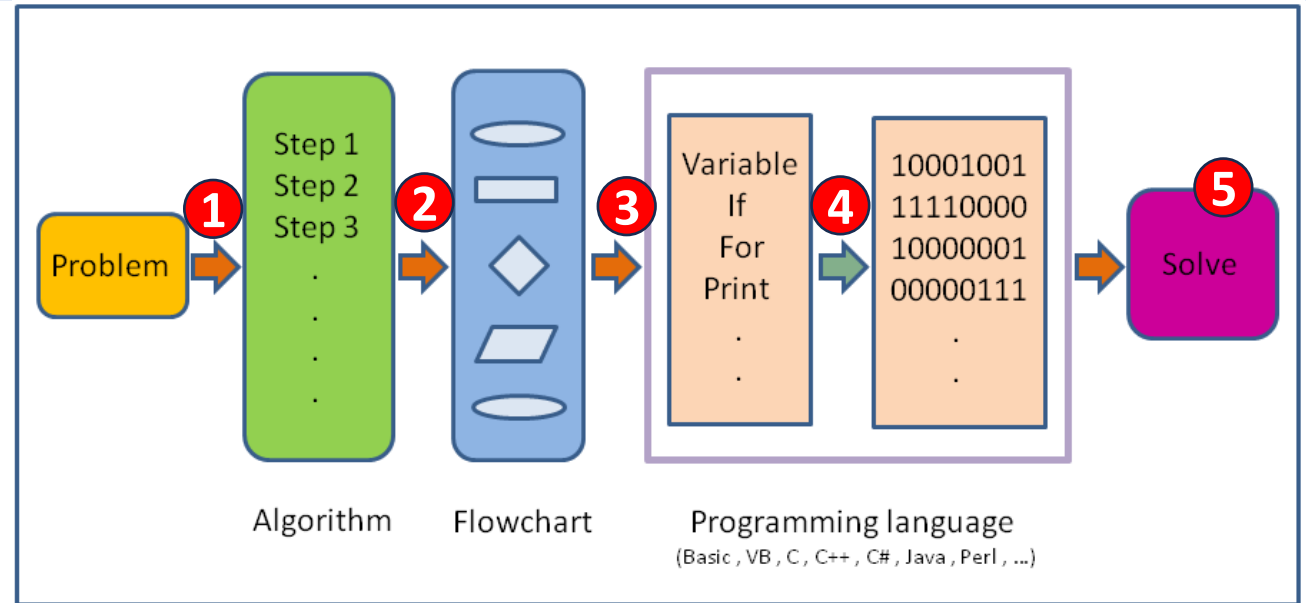 Problem
1
Step 1
Step 2
Step 3
.
.
.
.
2
3
Variable
If
For
Print
.
.
4
10001001
11110000
10000001
00000111
.
.
5
Solve
Algorithm
Flowchart
Programming language
(Basic , VB , C , C++ , C# , Java , Perl , ...)